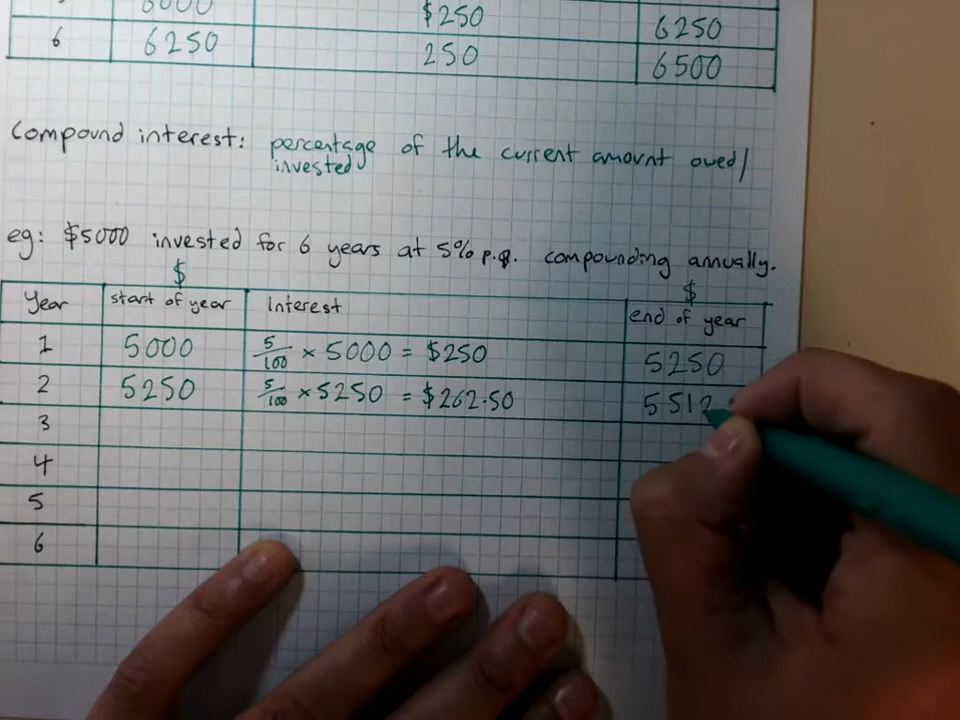 6000 $250 6250
6 6250 250 6500
Compound interest: percentage of the current amount owed/
invested
eg: $5000 invested for 6 years at 5% p.a. compounding annually.
$ $
Year start of year Interest end of year
1 5000 5/100 × 5000 = $250 5250
2 5250 5/100 × 5250 = $262.50 5512
3
4
5
6